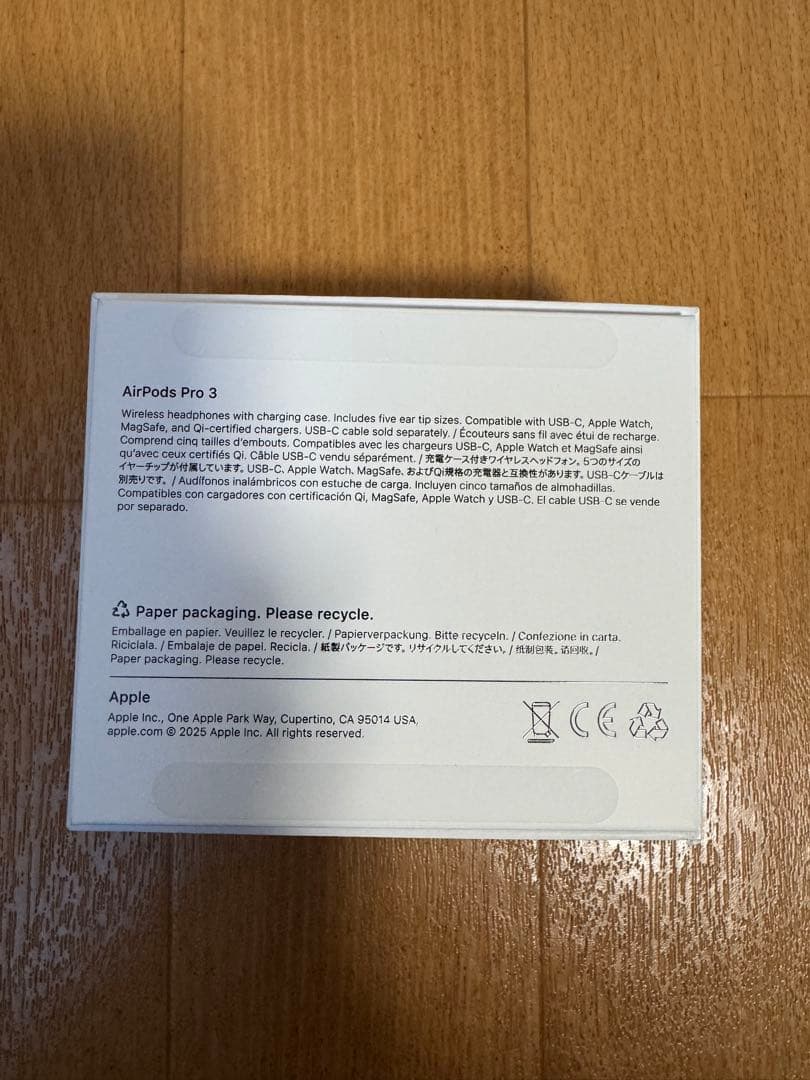 AirPods Pro 3
Wireless headphones with charging case. Includes five ear tip sizes. Compatible with USB-C, Apple Watch,
MagSafe, and Qi-certified chargers. USB-C cable sold separately. / Écouteurs sans fil avec étui de recharge.
Comprend cinq tailles d'embouts. Compatibles avec les chargeurs USB-C, Apple Watch et MagSafe ainsi
qu'avec ceux certifiés Qi. Câble USB-C vendu séparément. / 充電ケース付きワイヤレスヘッドフォン。5つのサイズの
イヤーチップが付属しています。USB-C、Apple Watch、MagSafe、およびQi規格の充電器と互換性があります。USB-Cケーブルは
別売りです。/ Audífonos inalámbricos con estuche de carga. Incluyen cinco tamaños de almohadillas.
Compatibles con cargadores con certificación Qi, MagSafe, Apple Watch y USB-C. El cable USB-C se vende
por separado.
Paper packaging. Please recycle.
Emballage en papier. Veuillez le recycler. / Papierverpackung. Bitte recyceln. / Confezione in carta.
Riciclala. / Embalaje de papel. Recicla. / 紙製パッケージです。リサイクルしてください。/ 纸制包装。请回收。/
Paper packaging. Please recycle.
Apple
Apple Inc., One Apple Park Way, Cupertino, CA 95014 USA,
apple.com © 2025 Apple Inc. All rights reserved.
CE